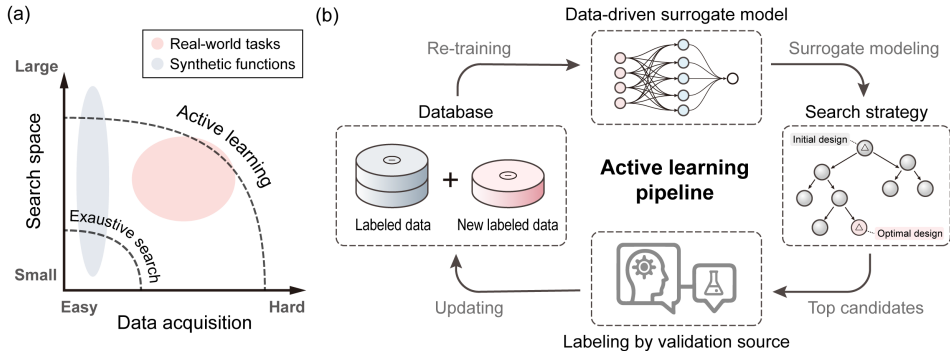 (a)
Real-world tasks
Synthetic functions
Large
Search space
Small
Active learning
Exaustive search
Easy
Hard
Data acquisition
(b)
Data-driven surrogate model
Re-training
Surrogate modeling
Database
Search strategy
Labeled data
+
New labeled data
Active learning
pipeline
Initial design
Optimal design
Updating
Top candidates
Labeling by validation source